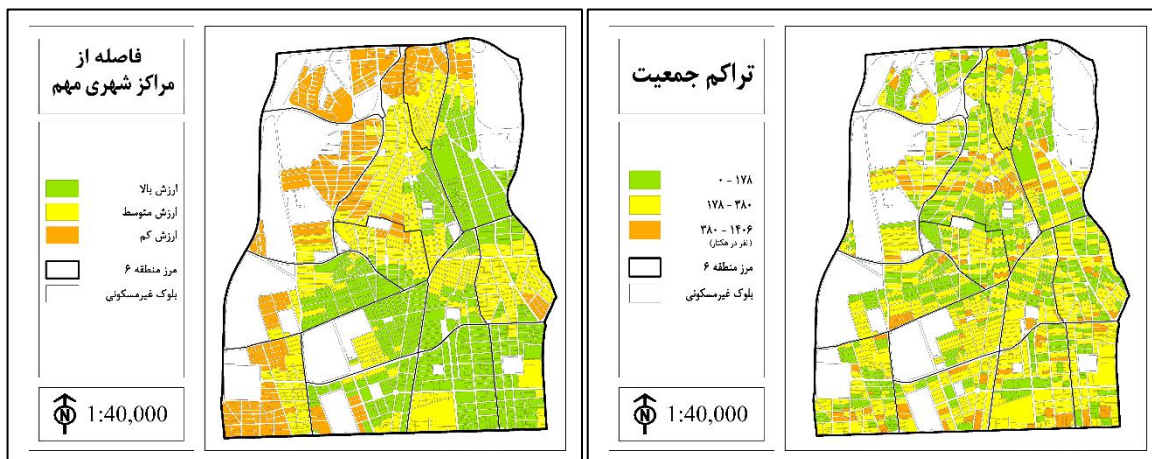 فاصله از
مراکز شهری مهم
ارزش بالا
ارزش متوسط
ارزش کم
مرز منطقه ۶
بلوک غیرمسکونی
N
1:40,000
تراکم جمعیت
۰ - ۱۷۸
۱۷۸ - ۳۸۰
۳۸۰ - ۱۴۰۶
(نفر در هکتار)
مرز منطقه ۶
بلوک غیرمسکونی
N
1:40,000